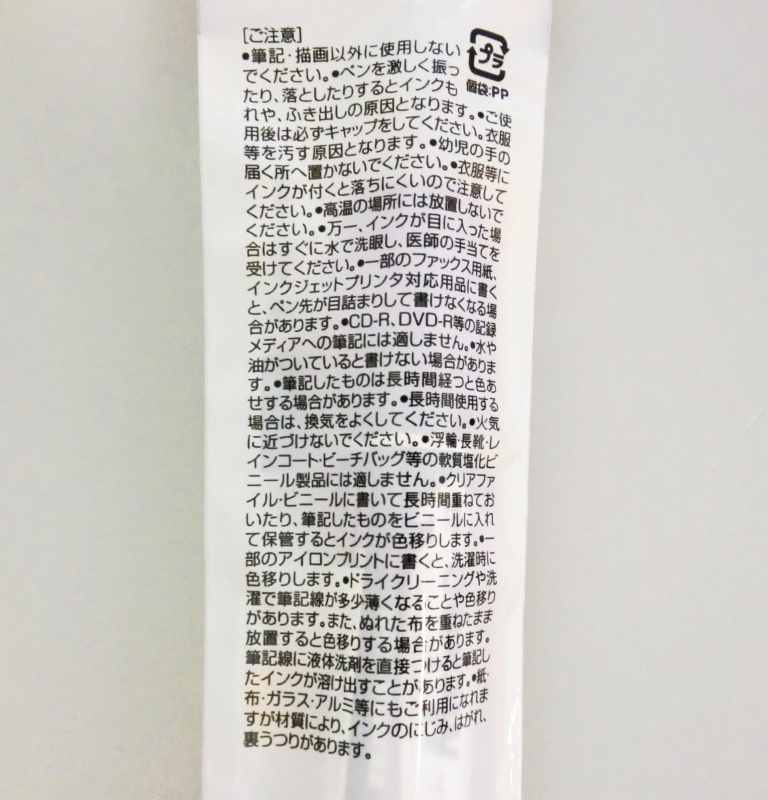 [ご注意]
●筆記・描画以外に使用しない
でください。●ペンを激しく振っ
たり、落としたりするとインクも
れや、ふき出しの原因となります。●ご使
用後は必ずキャップをしてください。衣服
等を汚す原因となります。●幼児の手の
届く所へ置かないでください。●衣服等に
インクが付くと落ちにくいので注意して
ください。●高温の場所には放置しないで
ください。●万一、インクが目に入った場
合はすぐに水で洗眼し、医師の手当てを
受けてください。●一部のファックス用紙、
インクジェットプリンタ対応用品に書く
と、ペン先が目詰まりして書けなくなる場
合があります。●CD-R、DVD-R等の記録
メディアへの筆記には適しません。●水や
油がついていると書けない場合がありま
す。●筆記したものは長時間経つと色あ
せする場合があります。●長時間使用する
場合は、換気をよくしてください。●火気
に近づけないでください。●浮輪・長靴・レ
インコート・ビーチバッグ等の軟質塩化ビ
ニール製品には適しません。●クリアファ
イル・ビニールに書いて長時間重ねてお
いたり、筆記したものをビニールに入れ
て保管するとインクが色移りします。●一
部のアイロンプリントに書くと、洗濯時に
色移りします。●ドライクリーニングや洗
濯で筆記線が多少薄くなることや色移り
があります。また、ぬれた布を重ねたまま
放置すると色移りする場合があります。
筆記線に液体洗剤を直接つけると筆記し
たインクが溶け出すことがあります。●紙・
布・ガラス・アルミ等にもご利用になれま
すが材質により、インクのにじみ、はがれ、
裏うつりがあります。
プラ
個袋:PP